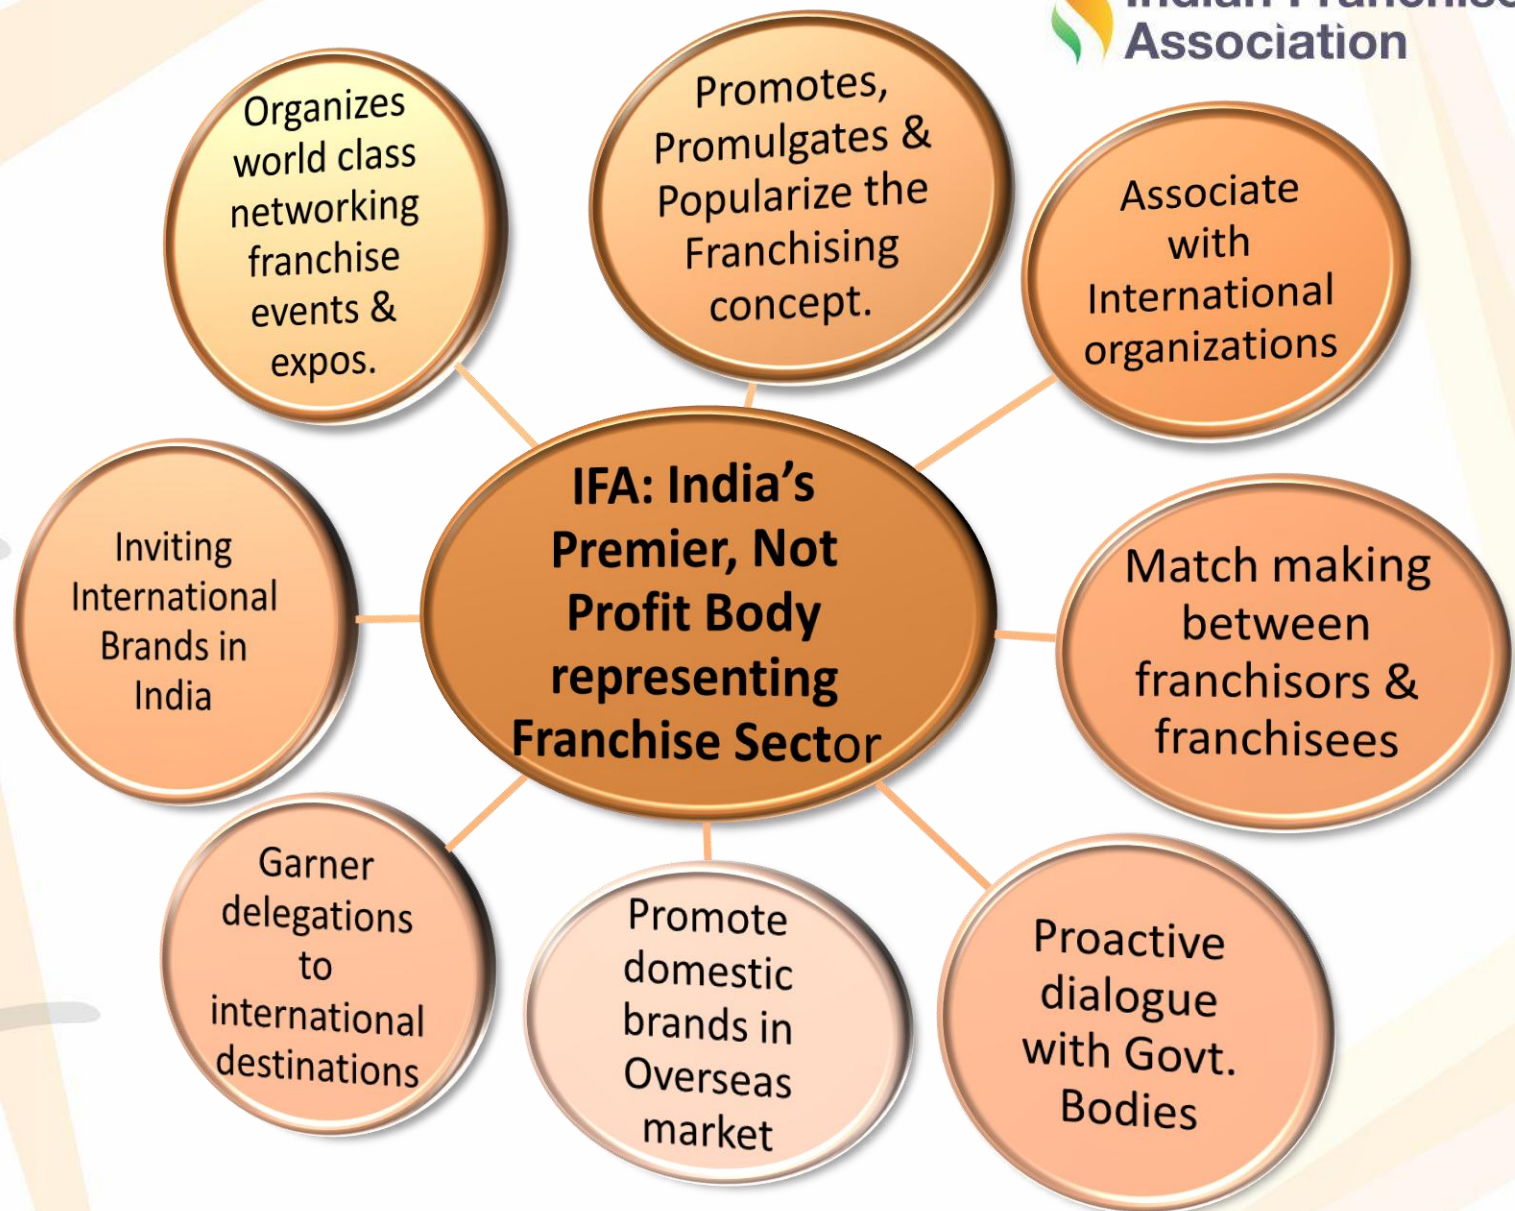 Indian Franchise
Association
Organizes
world class
networking
franchise
events &
expos.
Promotes,
Promulgates &
Popularize the
Franchising
concept.
Associate
with
International
organizations
Inviting
International
Brands in
India
IFA: India’s
Premier, Not
Profit Body
representing
Franchise Sector
Match making
between
franchisors &
franchisees
Garner
delegations
to
international
destinations
Promote
domestic
brands in
Overseas
market
Proactive
dialogue
with Govt.
Bodies